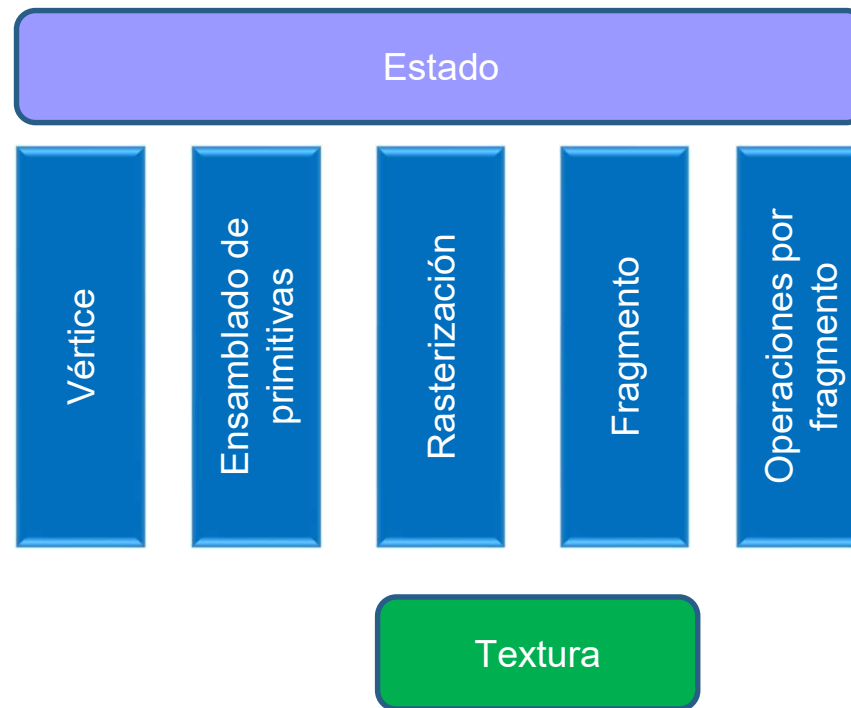 Estado
Vértice
Ensamblado de
primitivas
Rasterización
Fragmento
Operaciones por
fragmento
Textura